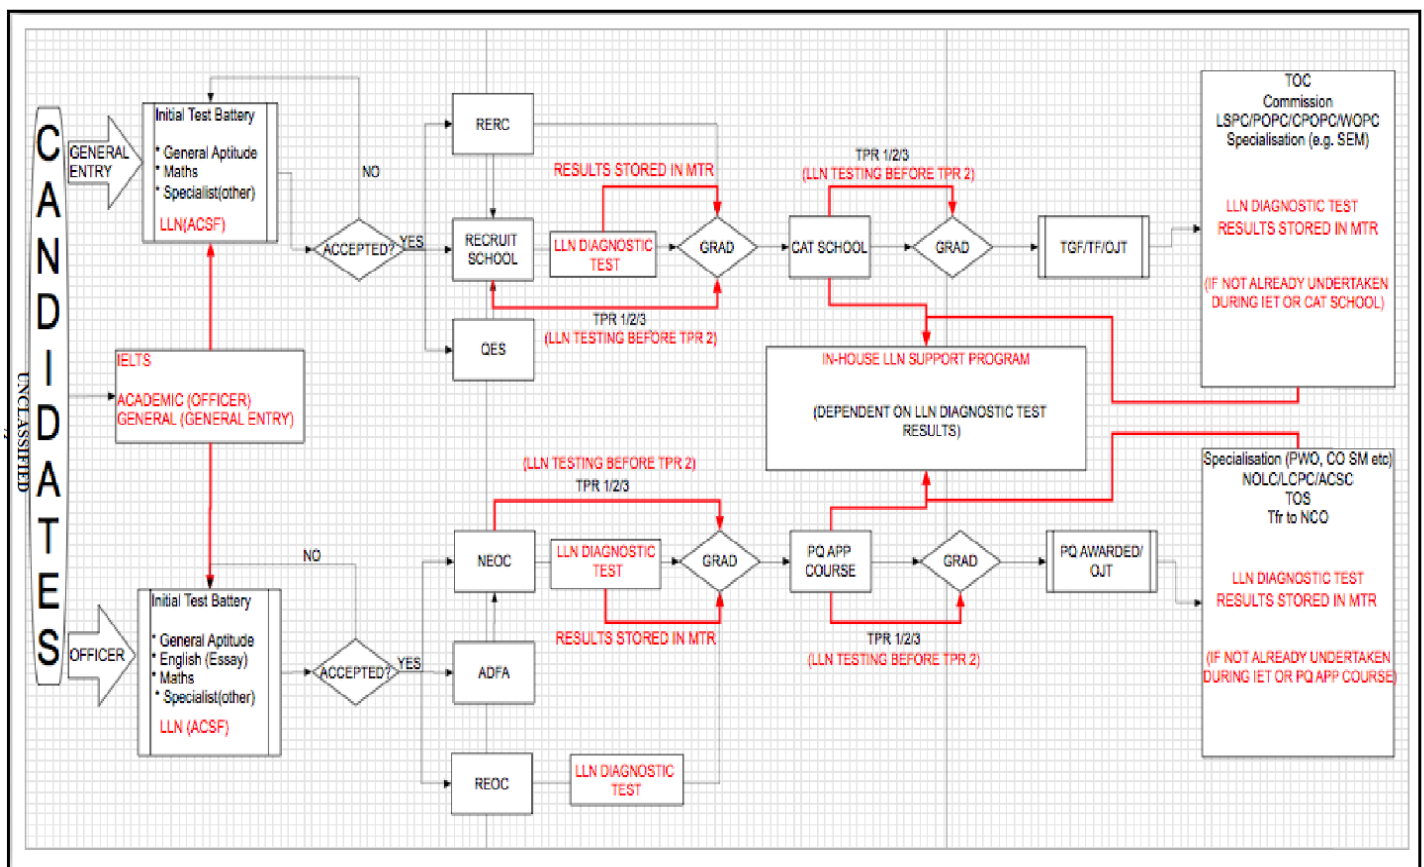 CANDIDATES
UNCLASSIFIED
GENERAL
ENTRY
Initial Test Battery
* General Aptitude
* Maths
* Specialist(other)
LLN(ACSF)
NO
ACCEPTED?
YES
RERC
RECRUIT
SCHOOL
QES
RESULTS STORED IN MTR
LLN DIAGNOSTIC
TEST
GRAD
TPR 1/2/3
(LLN TESTING BEFORE TPR 2)
CAT SCHOOL
TPR 1/2/3
(LLN TESTING BEFORE TPR 2)
GRAD
TGF/TF/OJT
TOC
Commission
LSPC/POPC/CPOPC/WOPC
Specialisation (e.g. SEM)
LLN DIAGNOSTIC TEST
RESULTS STORED IN MTR
(IF NOT ALREADY UNDERTAKEN
DURING IET OR CAT SCHOOL)
IELTS
ACADEMIC (OFFICER)
GENERAL (GENERAL ENTRY)
IN-HOUSE LLN SUPPORT PROGRAM
(DEPENDENT ON LLN DIAGNOSTIC TEST
RESULTS)
OFFICER
Initial Test Battery
* General Aptitude
* English (Essay)
* Maths
* Specialist(other)
LLN (ACSF)
NO
ACCEPTED?
YES
NEOC
ADFA
REOC
(LLN TESTING BEFORE TPR 2)
TPR 1/2/3
LLN DIAGNOSTIC
TEST
RESULTS STORED IN MTR
LLN DIAGNOSTIC
TEST
GRAD
PQ APP
COURSE
TPR 1/2/3
(LLN TESTING BEFORE TPR 2)
GRAD
PQ AWARDED/
OJT
Specialisation (PWO, CO SM etc)
NOLC/LCPC/ACSC
TOS
Tfr to NCO
LLN DIAGNOSTIC TEST
RESULTS STORED IN MTR
(IF NOT ALREADY UNDERTAKEN
DURING IET OR PQ APP COURSE)